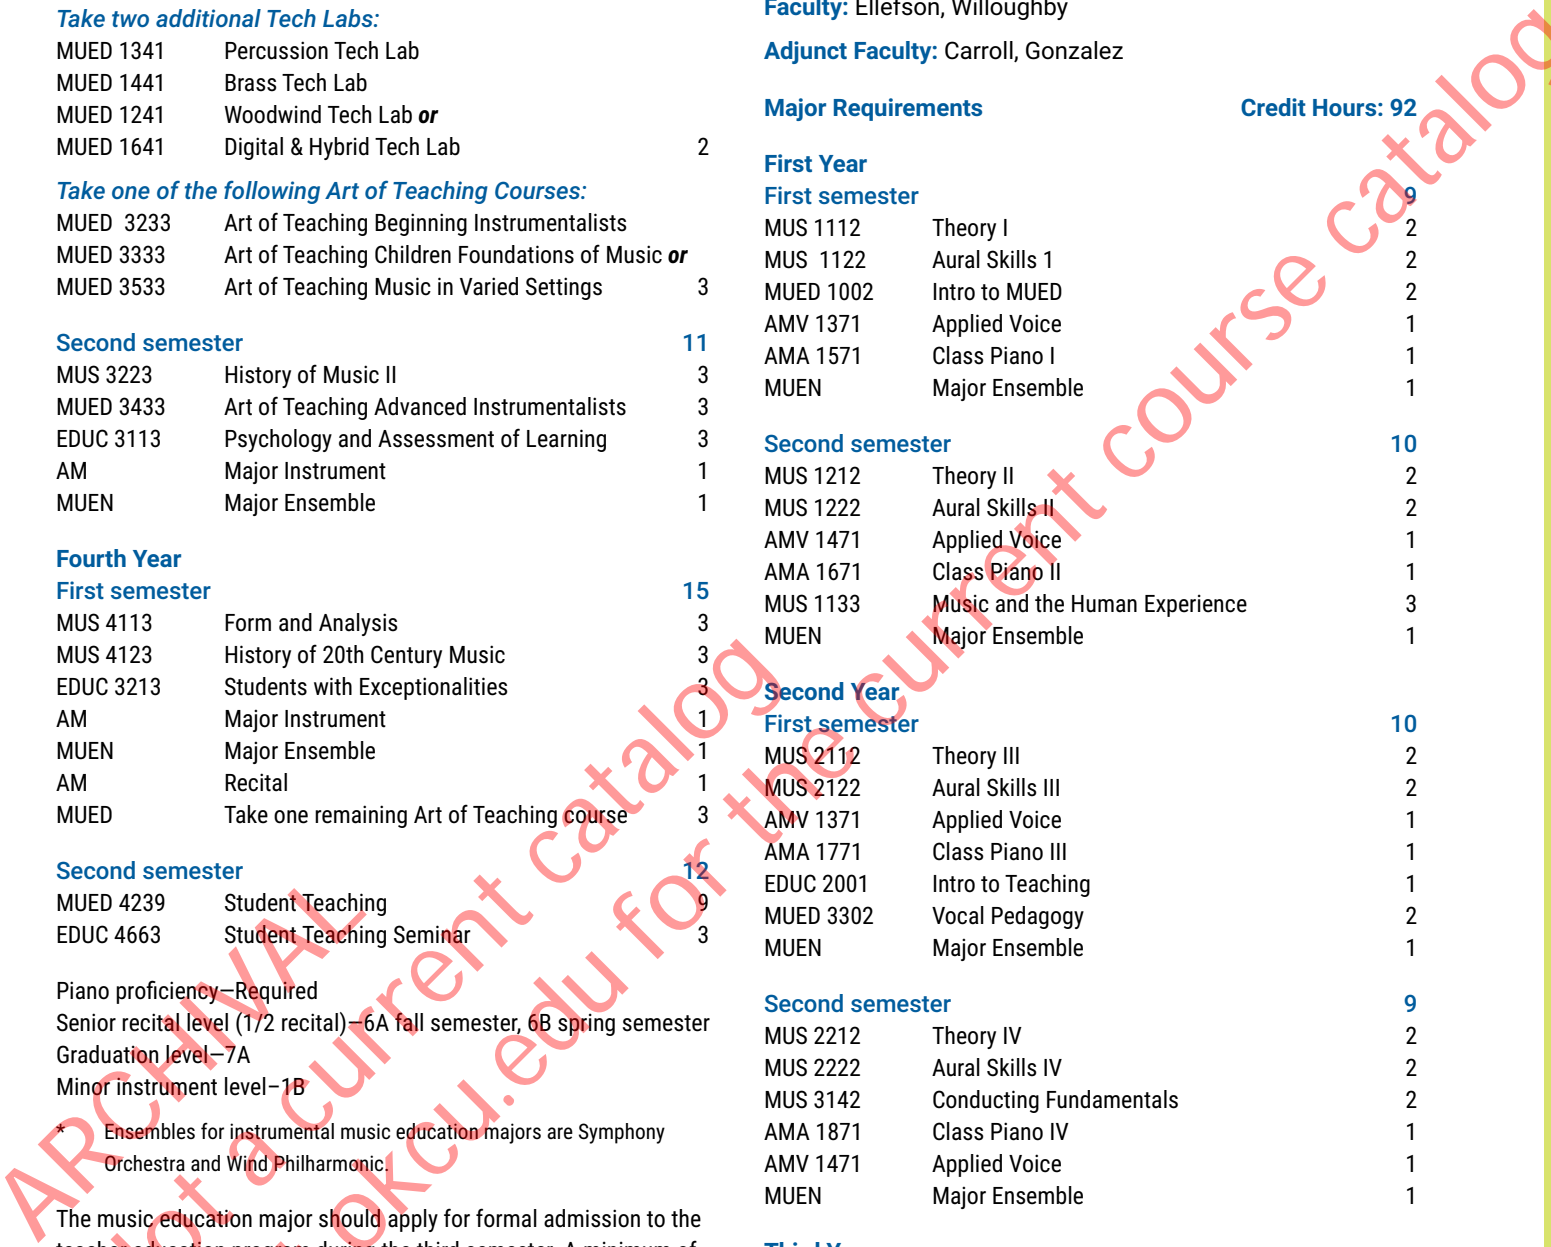 Take two additional Tech Labs:
MUED 1341 Percussion Tech Lab
MUED 1441 Brass Tech Lab
MUED 1241 Woodwind Tech Lab or
MUED 1641 Digital & Hybrid Tech Lab 2
Take one of the following Art of Teaching Courses:
MUED 3233 Art of Teaching Beginning Instrumentalists
MUED 3333 Art of Teaching Children Foundations of Music or
MUED 3533 Art of Teaching Music in Varied Settings 3
Second semester 11
MUS 3223 History of Music II 3
MUED 3433 Art of Teaching Advanced Instrumentalists 3
EDUC 3113 Psychology and Assessment of Learning 3
AM Major Instrument 1
MUEN Major Ensemble 1
Fourth Year
First semester 15
MUS 4113 Form and Analysis 3
MUS 4123 History of 20th Century Music 3
EDUC 3213 Students with Exceptionalities 3
AM Major Instrument 1
MUEN Major Ensemble 1
AM Recital 1
MUED Take one remaining Art of Teaching course 3
Second semester 12
MUED 4239 Student Teaching 9
EDUC 4663 Student Teaching Seminar 3
Piano proficiency—Required
Senior recital level (1/2 recital)—6A fall semester, 6B spring semester
Graduation level—7A
Minor instrument level–1B
* Ensembles for instrumental music education majors are Symphony
Orchestra and Wind Philharmonic.
The music education major should apply for formal admission to the
teacher education program during the third semester. A minimum of
Faculty: Ellefson, Willoughby
Adjunct Faculty: Carroll, Gonzalez
Major Requirements Credit Hours: 92
First Year
First semester 9
MUS 1112 Theory I 2
MUS 1122 Aural Skills 1 2
MUED 1002 Intro to MUED 2
AMV 1371 Applied Voice 1
AMA 1571 Class Piano I 1
MUEN Major Ensemble 1
Second semester 10
MUS 1212 Theory II 2
MUS 1222 Aural Skills II 2
AMV 1471 Applied Voice 1
AMA 1671 Class Piano II 1
MUS 1133 Music and the Human Experience 3
MUEN Major Ensemble 1
Second Year
First semester 10
MUS 2112 Theory III 2
MUS 2122 Aural Skills III 2
AMV 1371 Applied Voice 1
AMA 1771 Class Piano III 1
EDUC 2001 Intro to Teaching 1
MUED 3302 Vocal Pedagogy 2
MUEN Major Ensemble 1
Second semester 9
MUS 2212 Theory IV 2
MUS 2222 Aural Skills IV 2
MUS 3142 Conducting Fundamentals 2
AMA 1871 Class Piano IV 1
AMV 1471 Applied Voice 1
MUEN Major Ensemble 1
ARCHIVAL
not a current catalog
okcu.edu for the current course catalog